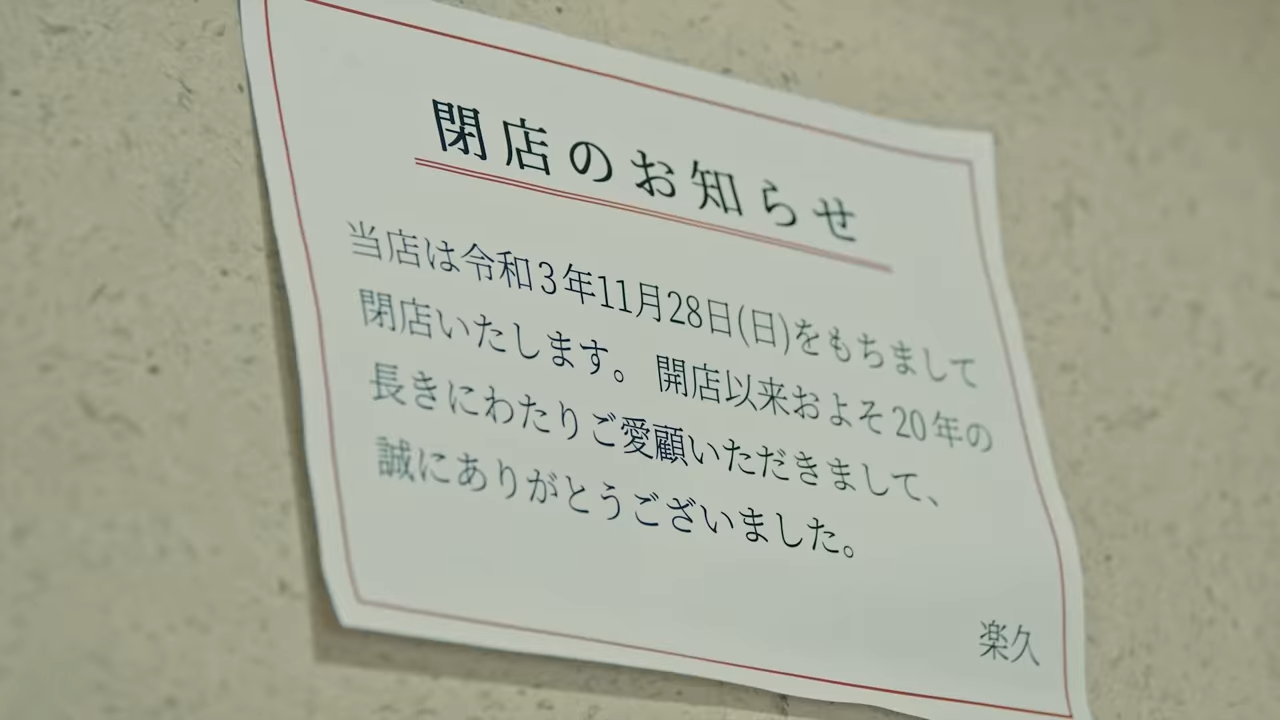 閉店のお知らせ
当店は令和3年11月28日(日)をもちまして
閉店いたします。開店以来およそ20年の
長きにわたりご愛顧いただきまして、
誠にありがとうございました。
楽久